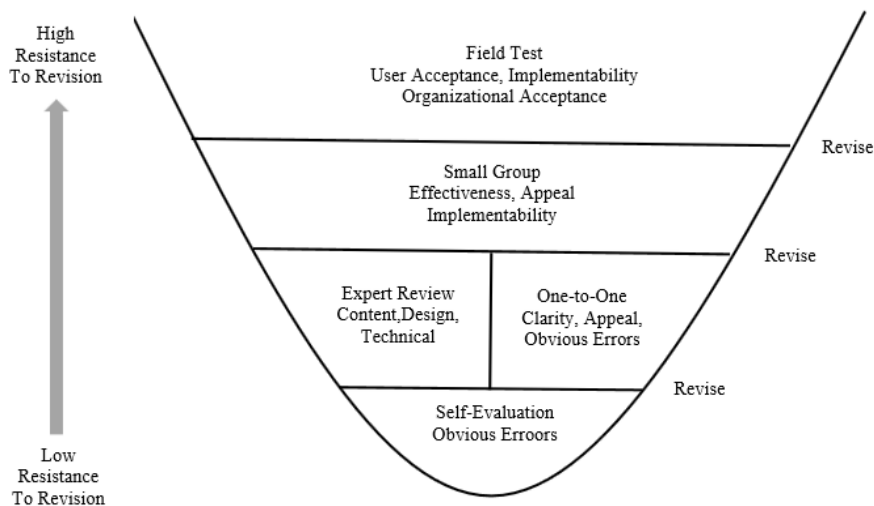 High
Resistance
To Revision
Field Test
User Acceptance, Implementability
Organizational Acceptance
Revise
Small Group
Effectiveness, Appeal
Implementability
Revise
Expert Review
Content,Design,
Technical
One-to-One
Clarity, Appeal,
Obvious Errors
Revise
Self-Evaluation
Obvious Erroors
Low
Resistance
To Revision